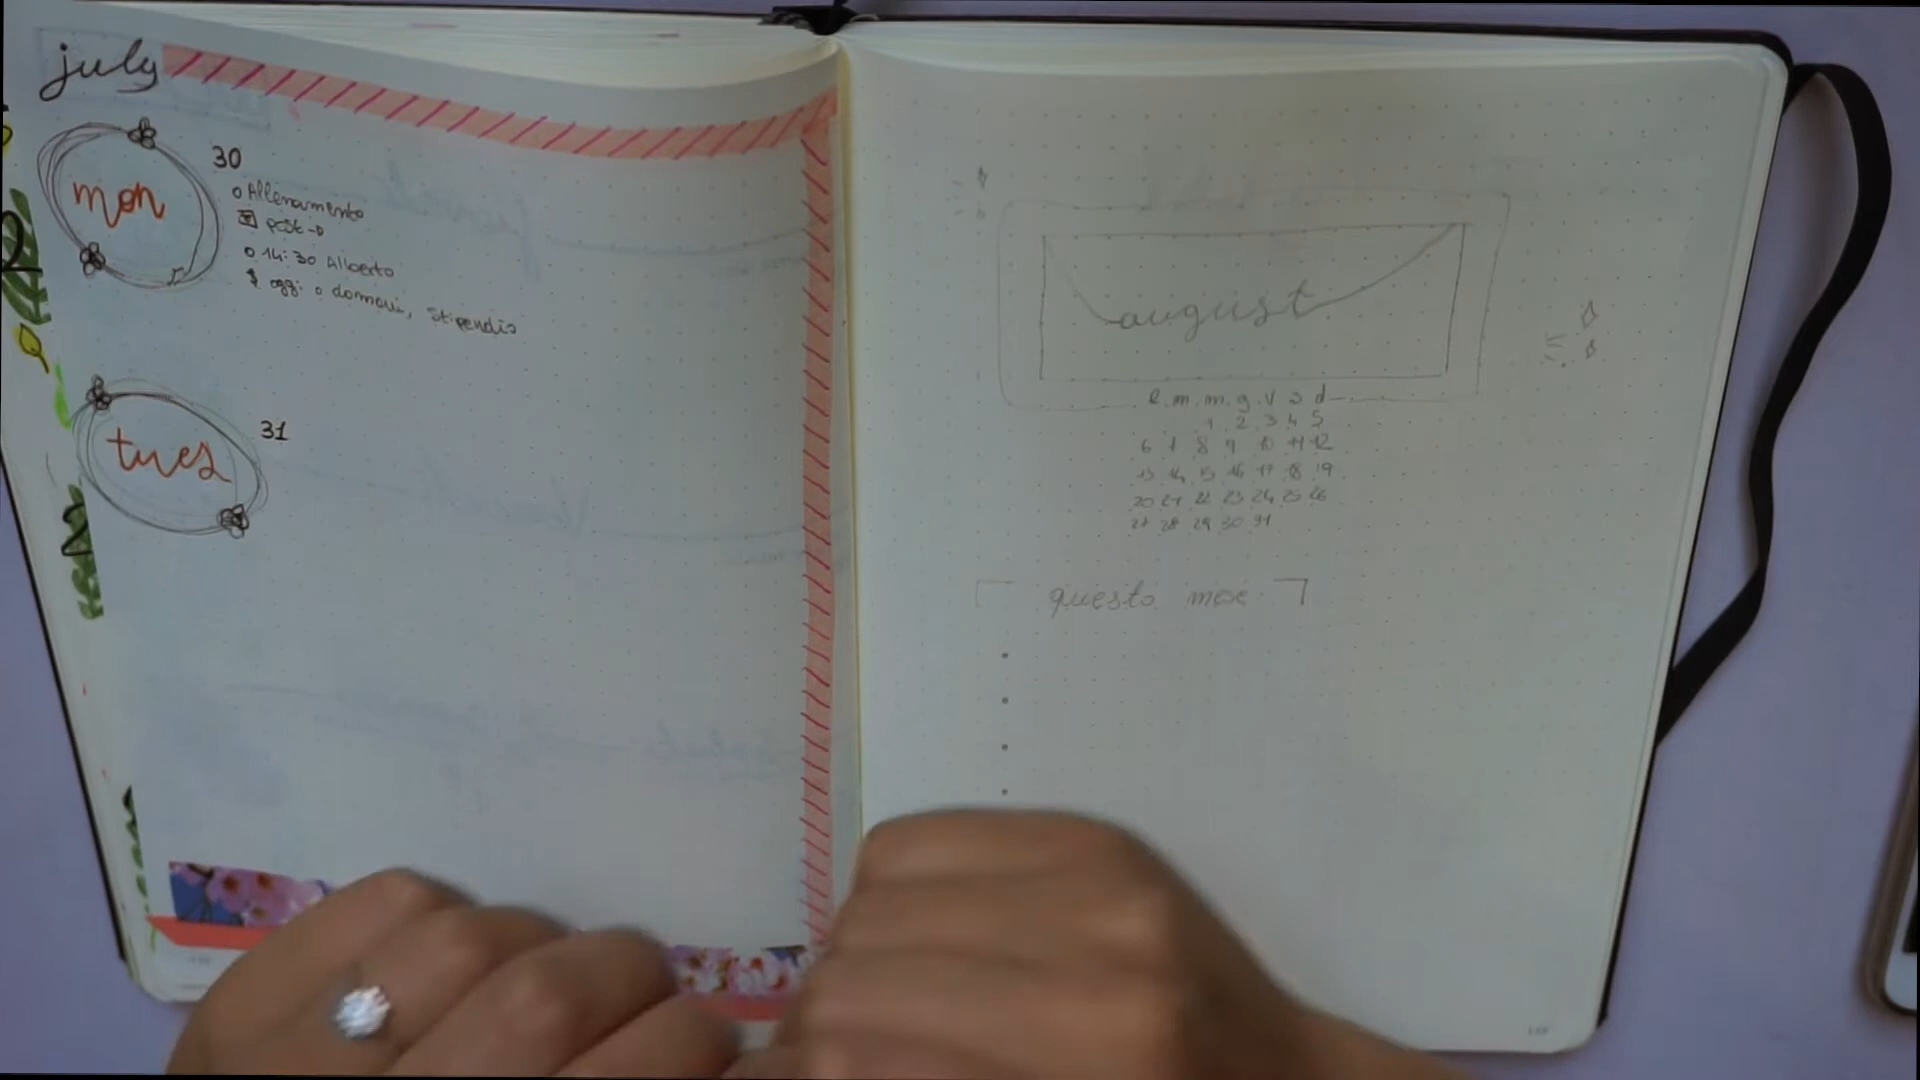 july
mon
30
o Allenamento
post-D
o 14:30 Alberto
$ oggi o domani, stipendio
tues
31
august
l m m g v s d
1 2 3 4 5
6 7 8 9 10 11 12
13 14 15 16 17 18 19
20 21 22 23 24 25 26
27 28 29 30 31
questo mese